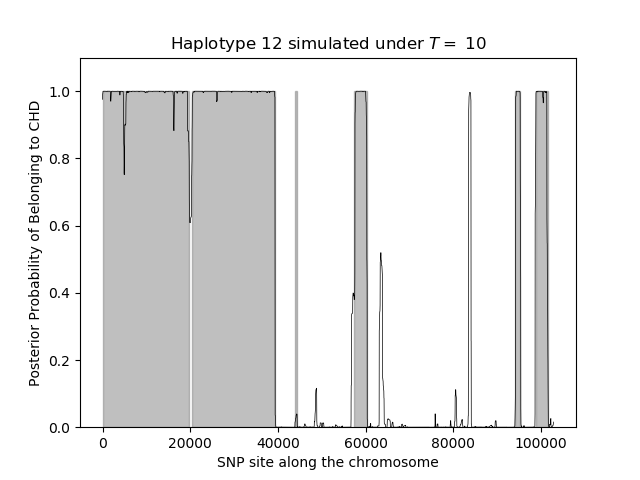 Haplotype 12 simulated under T = 10
Posterior Probability of Belonging to CHD
1.0
0.8
0.6
0.4
0.2
0.0
0 20000 40000 60000 80000 100000
SNP site along the chromosome